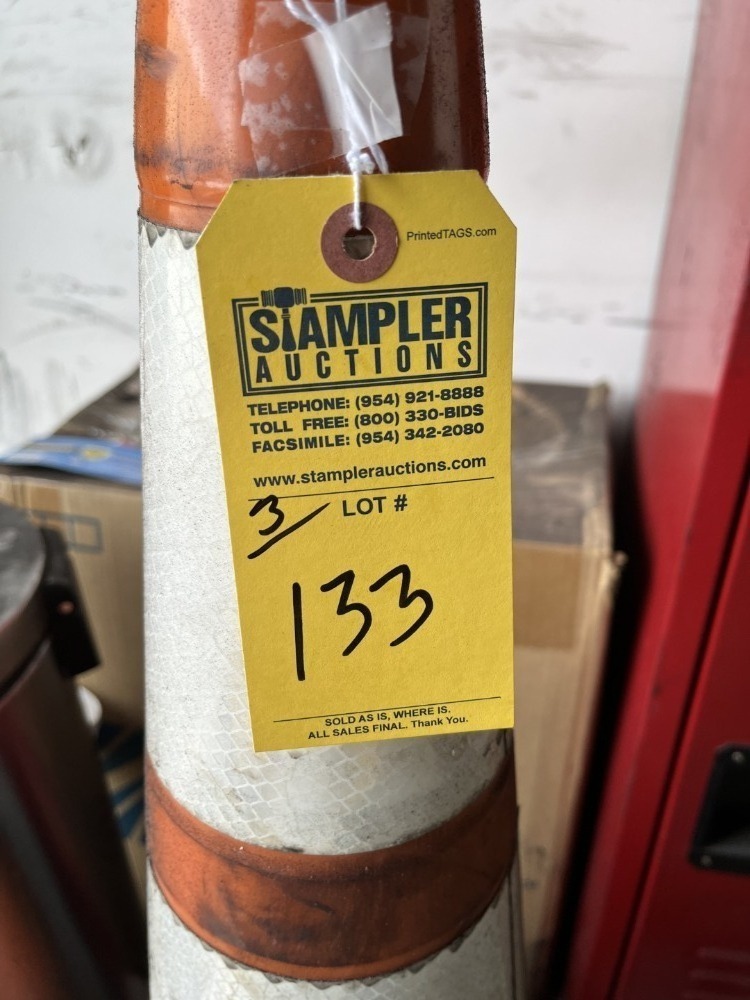 PrintedTAGS.com
STAMPLER
AUCTIONS
TELEPHONE: (954) 921-8888
TOLL FREE: (800) 330-BIDS
FACSIMILE: (954) 342-2080
www.stamplerauctions.com
3/ LOT #
133
SOLD AS IS, WHERE IS.
ALL SALES FINAL. Thank You.